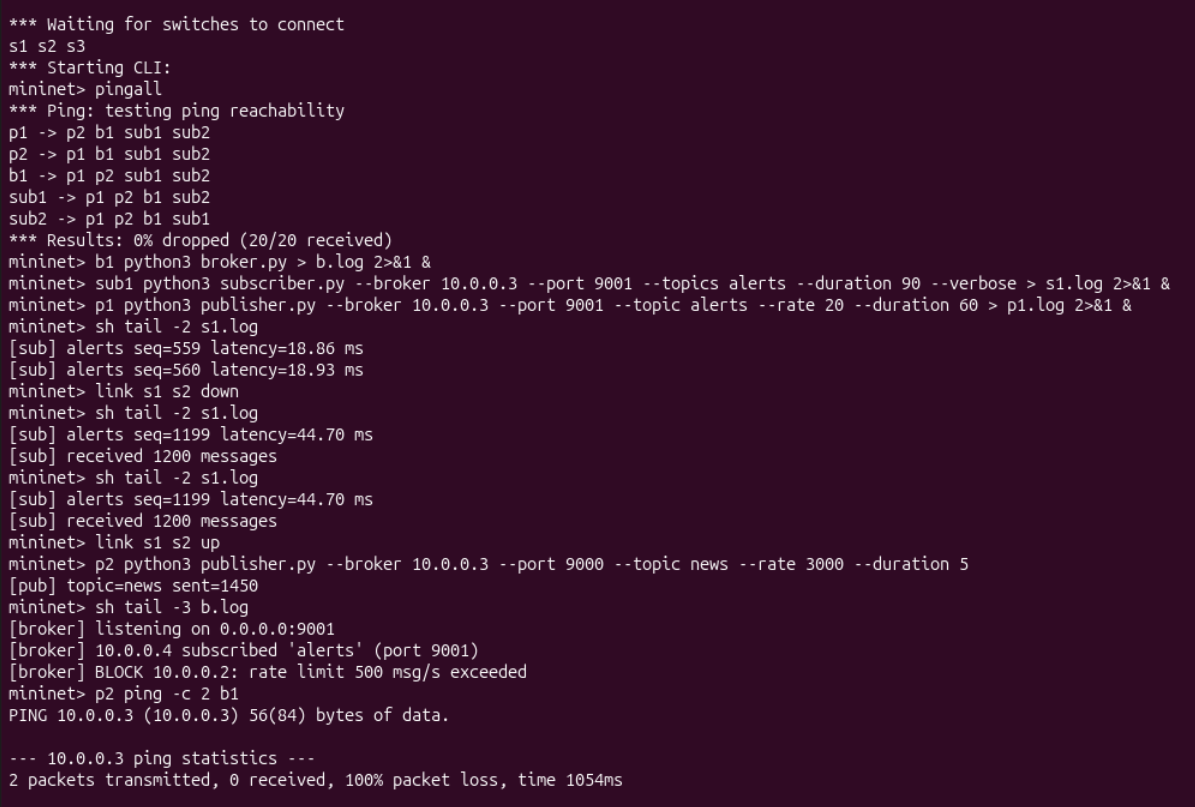 *** Waiting for switches to connect
s1 s2 s3
*** Starting CLI:
mininet> pingall
*** Ping: testing ping reachability
p1 -> p2 b1 sub1 sub2
p2 -> p1 b1 sub1 sub2
b1 -> p1 p2 sub1 sub2
sub1 -> p1 p2 b1 sub2
sub2 -> p1 p2 b1 sub1
*** Results: 0% dropped (20/20 received)
mininet> b1 python3 broker.py > b.log 2>&1 &
mininet> sub1 python3 subscriber.py --broker 10.0.0.3 --port 9001 --topics alerts --duration 90 --verbose > s1.log 2>&1 &
mininet> p1 python3 publisher.py --broker 10.0.0.3 --port 9001 --topic alerts --rate 20 --duration 60 > p1.log 2>&1 &
mininet> sh tail -2 s1.log
[sub] alerts seq=559 latency=18.86 ms
[sub] alerts seq=560 latency=18.93 ms
mininet> link s1 s2 down
mininet> sh tail -2 s1.log
[sub] alerts seq=1199 latency=44.70 ms
[sub] received 1200 messages
mininet> sh tail -2 s1.log
[sub] alerts seq=1199 latency=44.70 ms
[sub] received 1200 messages
mininet> link s1 s2 up
mininet> p2 python3 publisher.py --broker 10.0.0.3 --port 9000 --topic news --rate 3000 --duration 5
[pub] topic=news sent=1450
mininet> sh tail -3 b.log
[broker] listening on 0.0.0.0:9001
[broker] 10.0.0.4 subscribed 'alerts' (port 9001)
[broker] BLOCK 10.0.0.2: rate limit 500 msg/s exceeded
mininet> p2 ping -c 2 b1
PING 10.0.0.3 (10.0.0.3) 56(84) bytes of data.
--- 10.0.0.3 ping statistics ---
2 packets transmitted, 0 received, 100% packet loss, time 1054ms